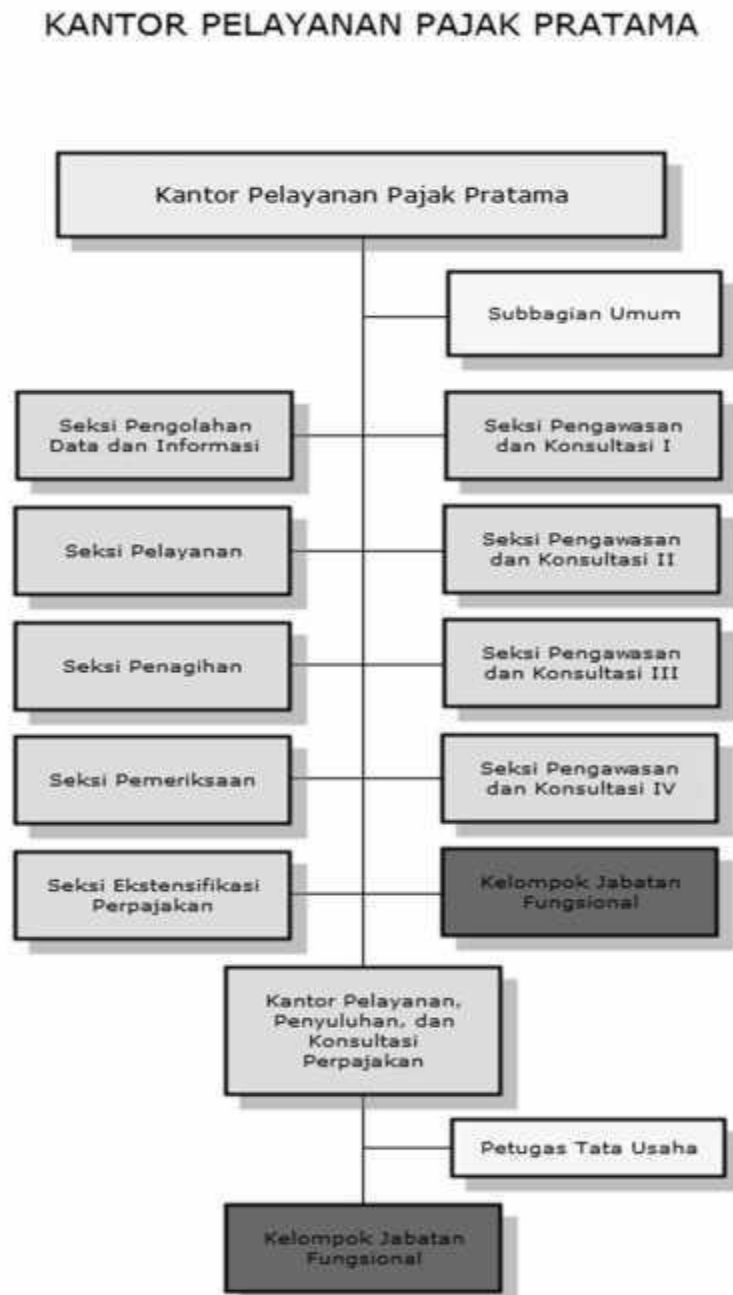 KANTOR PELAYANAN PAJAK PRATAMA
Kantor Pelayanan Pajak Pratama
Subbagian Umum
Seksi Pengolahan
Data dan Informasi
Seksi Pengawasan
dan Konsultasi I
Seksi Pelayanan
Seksi Pengawasan
dan Konsultasi II
Seksi Penagihan
Seksi Pengawasan
dan Konsultasi III
Seksi Pemeriksaan
Seksi Pengawasan
dan Konsultasi IV
Seksi Ekstensifikasi
Perpajakan
Kelompok Jabatan
Fungsional
Kantor Pelayanan,
Penyuluhan, dan
Konsultasi
Perpajakan
Petugas Tata Usaha
Kelompok Jabatan
Fungsional